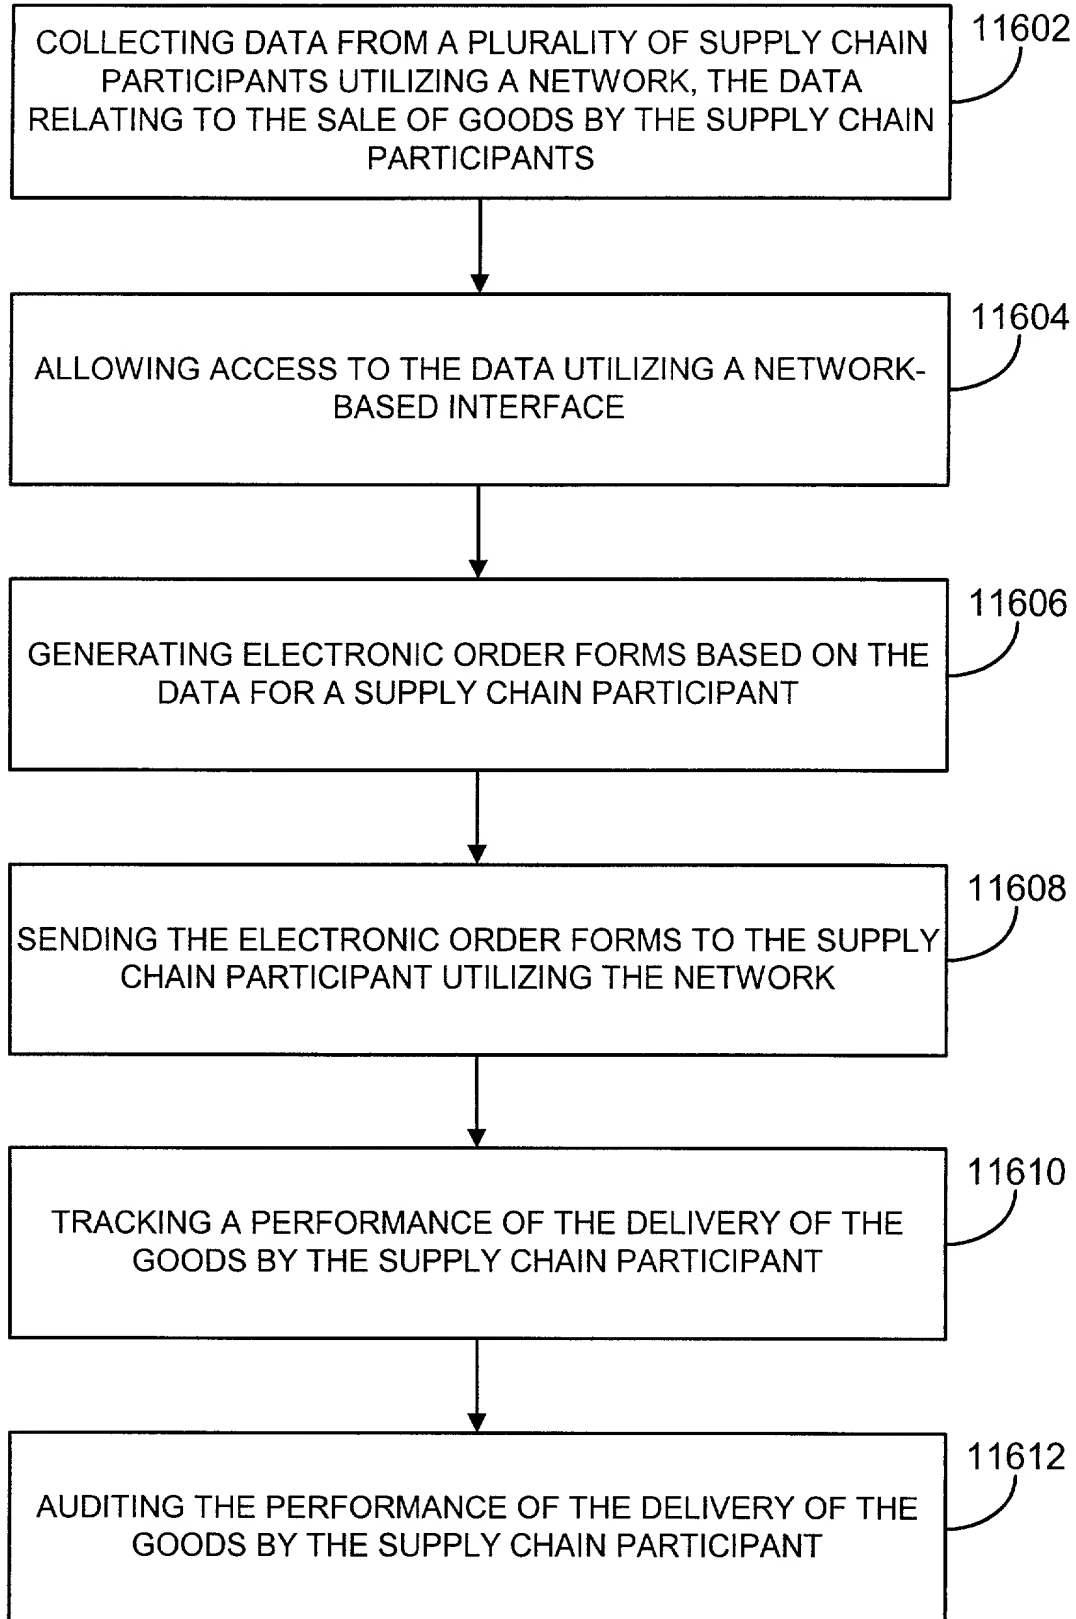 11602
COLLECTING DATA FROM A PLURALITY OF SUPPLY CHAIN
PARTICIPANTS UTILIZING A NETWORK, THE DATA
RELATING TO THE SALE OF GOODS BY THE SUPPLY CHAIN
PARTICIPANTS
11604
ALLOWING ACCESS TO THE DATA UTILIZING A NETWORK-
BASED INTERFACE
11606
GENERATING ELECTRONIC ORDER FORMS BASED ON THE
DATA FOR A SUPPLY CHAIN PARTICIPANT
11608
SENDING THE ELECTRONIC ORDER FORMS TO THE SUPPLY
CHAIN PARTICIPANT UTILIZING THE NETWORK
11610
TRACKING A PERFORMANCE OF THE DELIVERY OF THE
GOODS BY THE SUPPLY CHAIN PARTICIPANT
11612
AUDITING THE PERFORMANCE OF THE DELIVERY OF THE
GOODS BY THE SUPPLY CHAIN PARTICIPANT